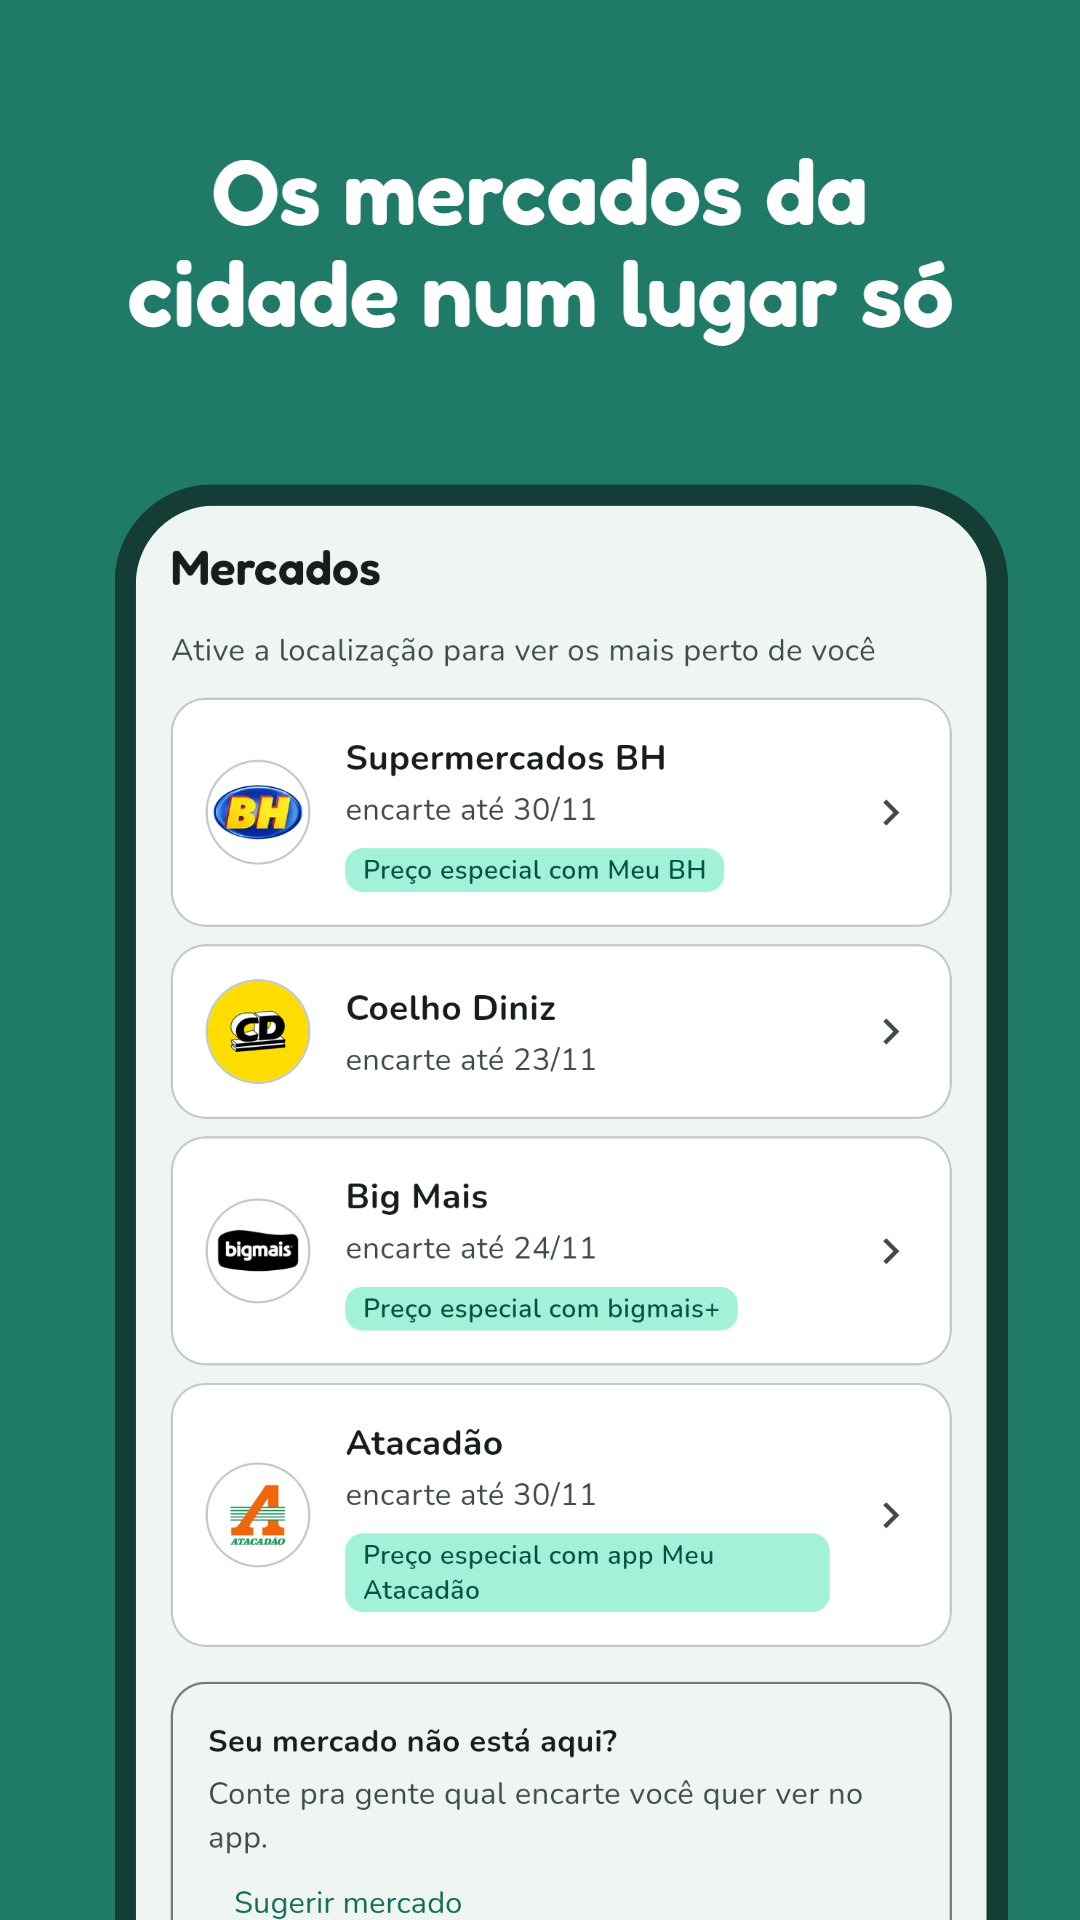 Os mercados da
cidade num lugar só
Mercados
Ative a localização para ver os mais perto de você
BH
Supermercados BH
encarte até 30/11
Preço especial com Meu BH
CD
Coelho Diniz
encarte até 23/11
bigmais
Big Mais
encarte até 24/11
Preço especial com bigmais+
A
ATACADÃO
Atacadão
encarte até 30/11
Preço especial com app Meu
Atacadão
Seu mercado não está aqui?
Conte pra gente qual encarte você quer ver no
app.
Sugerir mercado